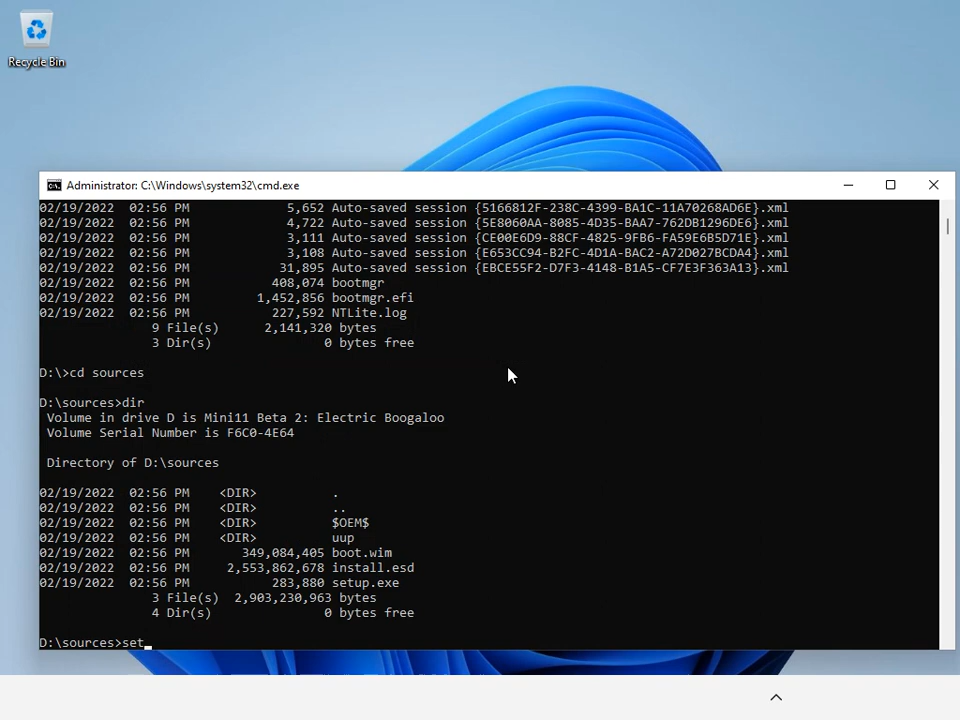 Recycle Bin
Administrator: C:\Windows\system32\cmd.exe
02/19/2022  02:56 PM             5,652 Auto-saved session {5166812F-238C-4399-BA1C-11A70268AD6E}.xml
02/19/2022  02:56 PM             4,722 Auto-saved session {5E8060AA-8085-4D35-BAA7-762DB1296DE6}.xml
02/19/2022  02:56 PM             3,111 Auto-saved session {CE00E6D9-88CF-4825-9FB6-FA59E6B5D71E}.xml
02/19/2022  02:56 PM             3,108 Auto-saved session {E653CC94-B2FC-4D1A-BAC2-A72D027BCDA4}.xml
02/19/2022  02:56 PM            31,895 Auto-saved session {EBCE55F2-D7F3-4148-B1A5-CF7E3F363A13}.xml
02/19/2022  02:56 PM           408,074 bootmgr
02/19/2022  02:56 PM         1,452,856 bootmgr.efi
02/19/2022  02:56 PM           227,592 NTLite.log
9 File(s)      2,141,320 bytes
3 Dir(s)               0 bytes free
D:\>cd sources
D:\sources>dir
Volume in drive D is Mini11 Beta 2: Electric Boogaloo
Volume Serial Number is F6C0-4E64
Directory of D:\sources
02/19/2022  02:56 PM    <DIR>          .
02/19/2022  02:56 PM    <DIR>          ..
02/19/2022  02:56 PM    <DIR>          $OEM$
02/19/2022  02:56 PM    <DIR>          uup
02/19/2022  02:56 PM       349,084,405 boot.wim
02/19/2022  02:56 PM     2,553,862,678 install.esd
02/19/2022  02:56 PM           283,880 setup.exe
3 File(s)  2,903,230,963 bytes
4 Dir(s)               0 bytes free
D:\sources>set